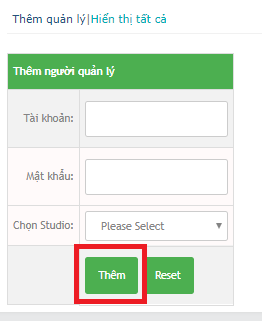 Thêm quản lý|Hiển thị tất cả
Thêm người quản lý
Tài khoản:
Mật khẩu:
Chọn Studio: Please Select
Thêm Reset